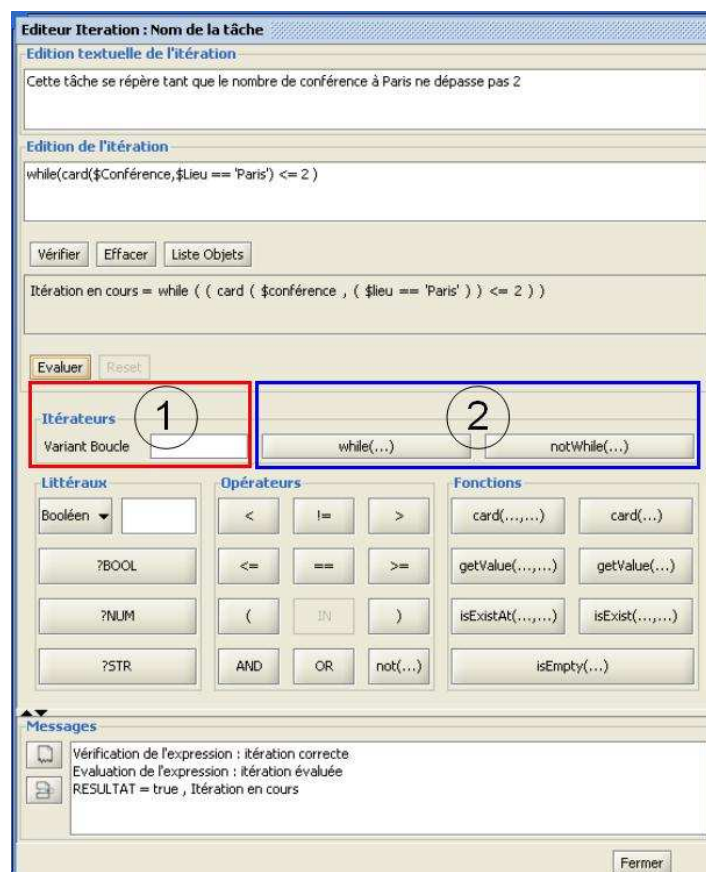 Editeur Iteration : Nom de la tâche
Edition textuelle de l'itération
Cette tâche se répère tant que le nombre de conférence à Paris ne dépasse pas 2
Edition de l'itération
while(card($Conférence,$Lieu == 'Paris') <= 2 )
Vérifier Effacer Liste Objets
Itération en cours = while ( ( card ( $conférence , ( $lieu == 'Paris' ) ) <= 2 ) )
Evaluer Reset
1 2
Itérateurs
Variant Boucle while(...) notWhile(...)
Littéraux Opérateurs Fonctions
Booléen < != > card(...,...) card(...)
?BOOL <= == >= getValue(...,...) getValue(...)
?NUM ( IN ) isExistAt(...,...) isExist(...,...)
?STR AND OR not(...) isEmpty(...)
Messages
Vérification de l'expression : itération correcte
Evaluation de l'expression : itération évaluée
RESULTAT = true , Itération en cours
Fermer